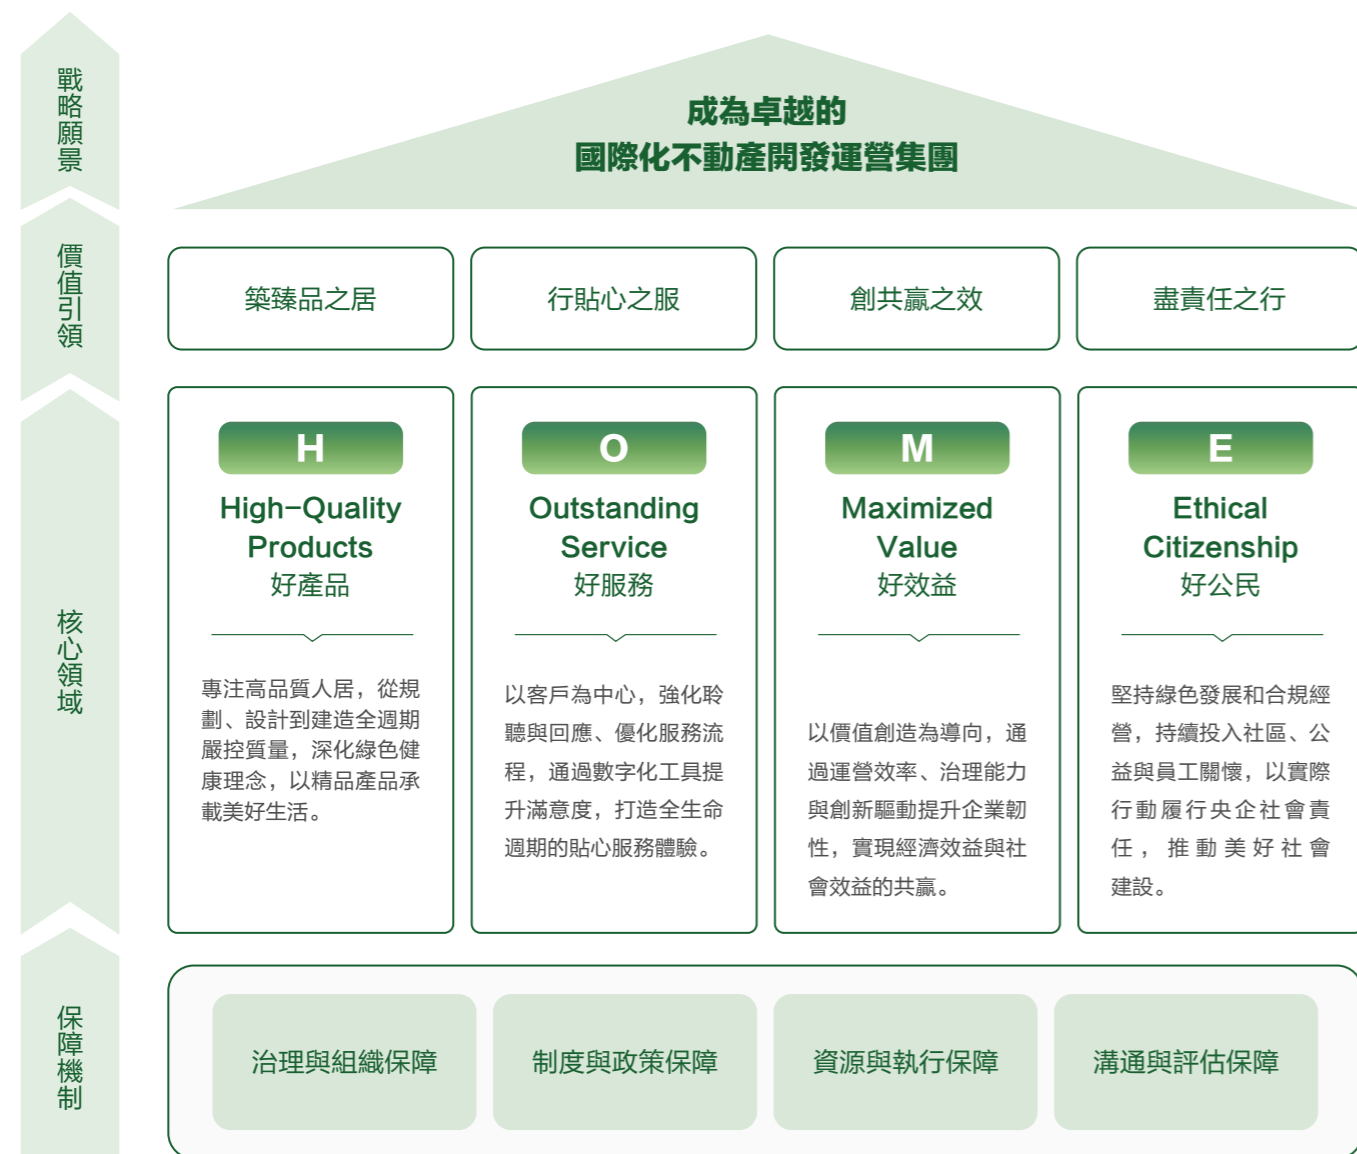 戰略願景
成為卓越的
國際化不動產開發運營集團
價值引領
築臻品之居
行貼心之服
創共贏之效
盡責任之行
核心領域
H
High-Quality
Products
好產品
專注高品質人居，從規
劃、設計到建造全週期
嚴控質量，深化綠色健
康理念，以精品產品承
載美好生活。
O
Outstanding
Service
好服務
以客戶為中心，強化聆
聽與回應、優化服務流
程，通過數字化工具提
升滿意度，打造全生命
週期的貼心服務體驗。
M
Maximized
Value
好效益
以價值創造為導向，通
過運營效率、治理能力
與創新驅動提升企業韌
性，實現經濟效益與社
會效益的共贏。
E
Ethical
Citizenship
好公民
堅持綠色發展和合規經
營，持續投入社區、公
益與員工關懷，以實際
行動履行央企社會責
任，推動美好社會
建設。
保障機制
治理與組織保障
制度與政策保障
資源與執行保障
溝通與評估保障